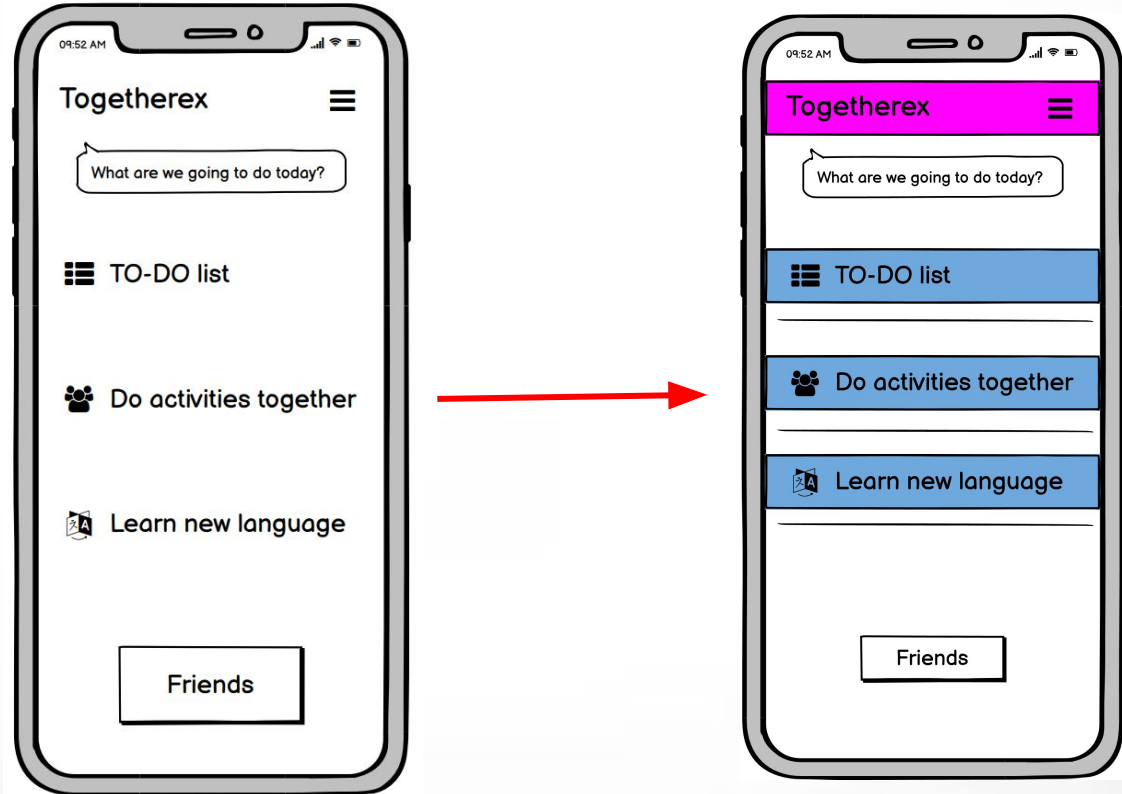 09:52 AM
Togetherex
What are we going to do today?
TO-DO list
Do activities together
Learn new language
Friends
09:52 AM
Togetherex
What are we going to do today?
TO-DO list
Do activities together
Learn new language
Friends